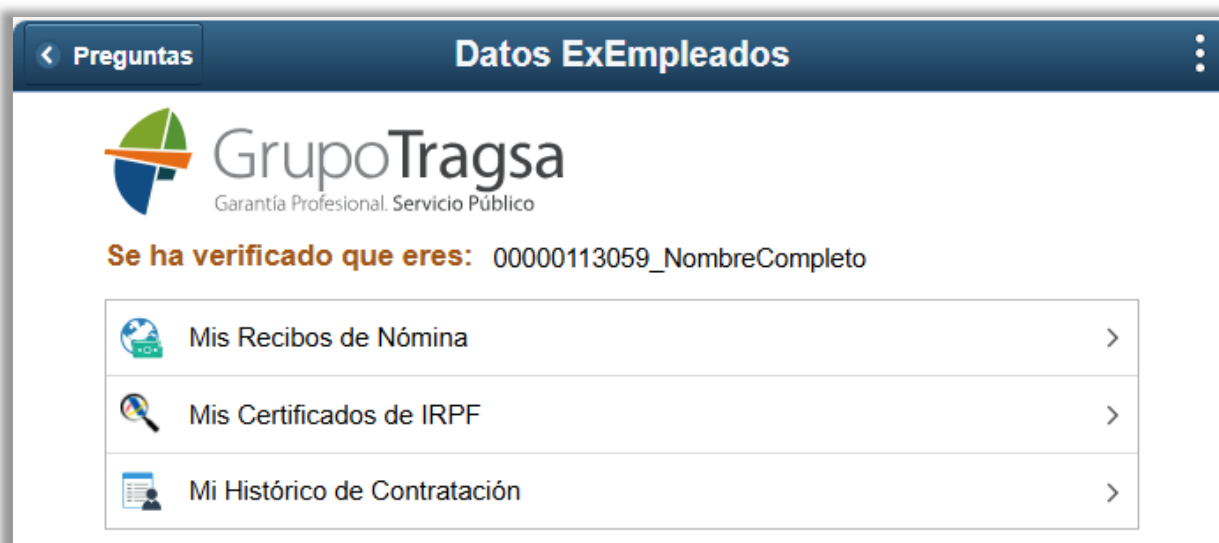 Preguntas
Datos ExEmpleados
GrupoTragsa
Garantía Profesional. Servicio Público
Se ha verificado que eres: 00000113059_NombreCompleto
Mis Recibos de Nómina
Mis Certificados de IRPF
Mi Histórico de Contratación